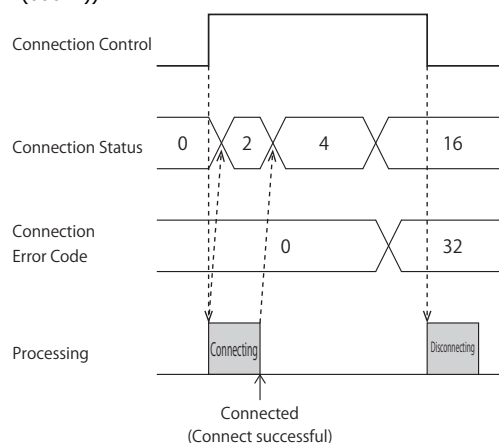 Connection Control
Connection Status
0
2
4
16
Connection
Error Code
0
32
Processing
Connecting
Disconnecting
Connected
(Connect successful)